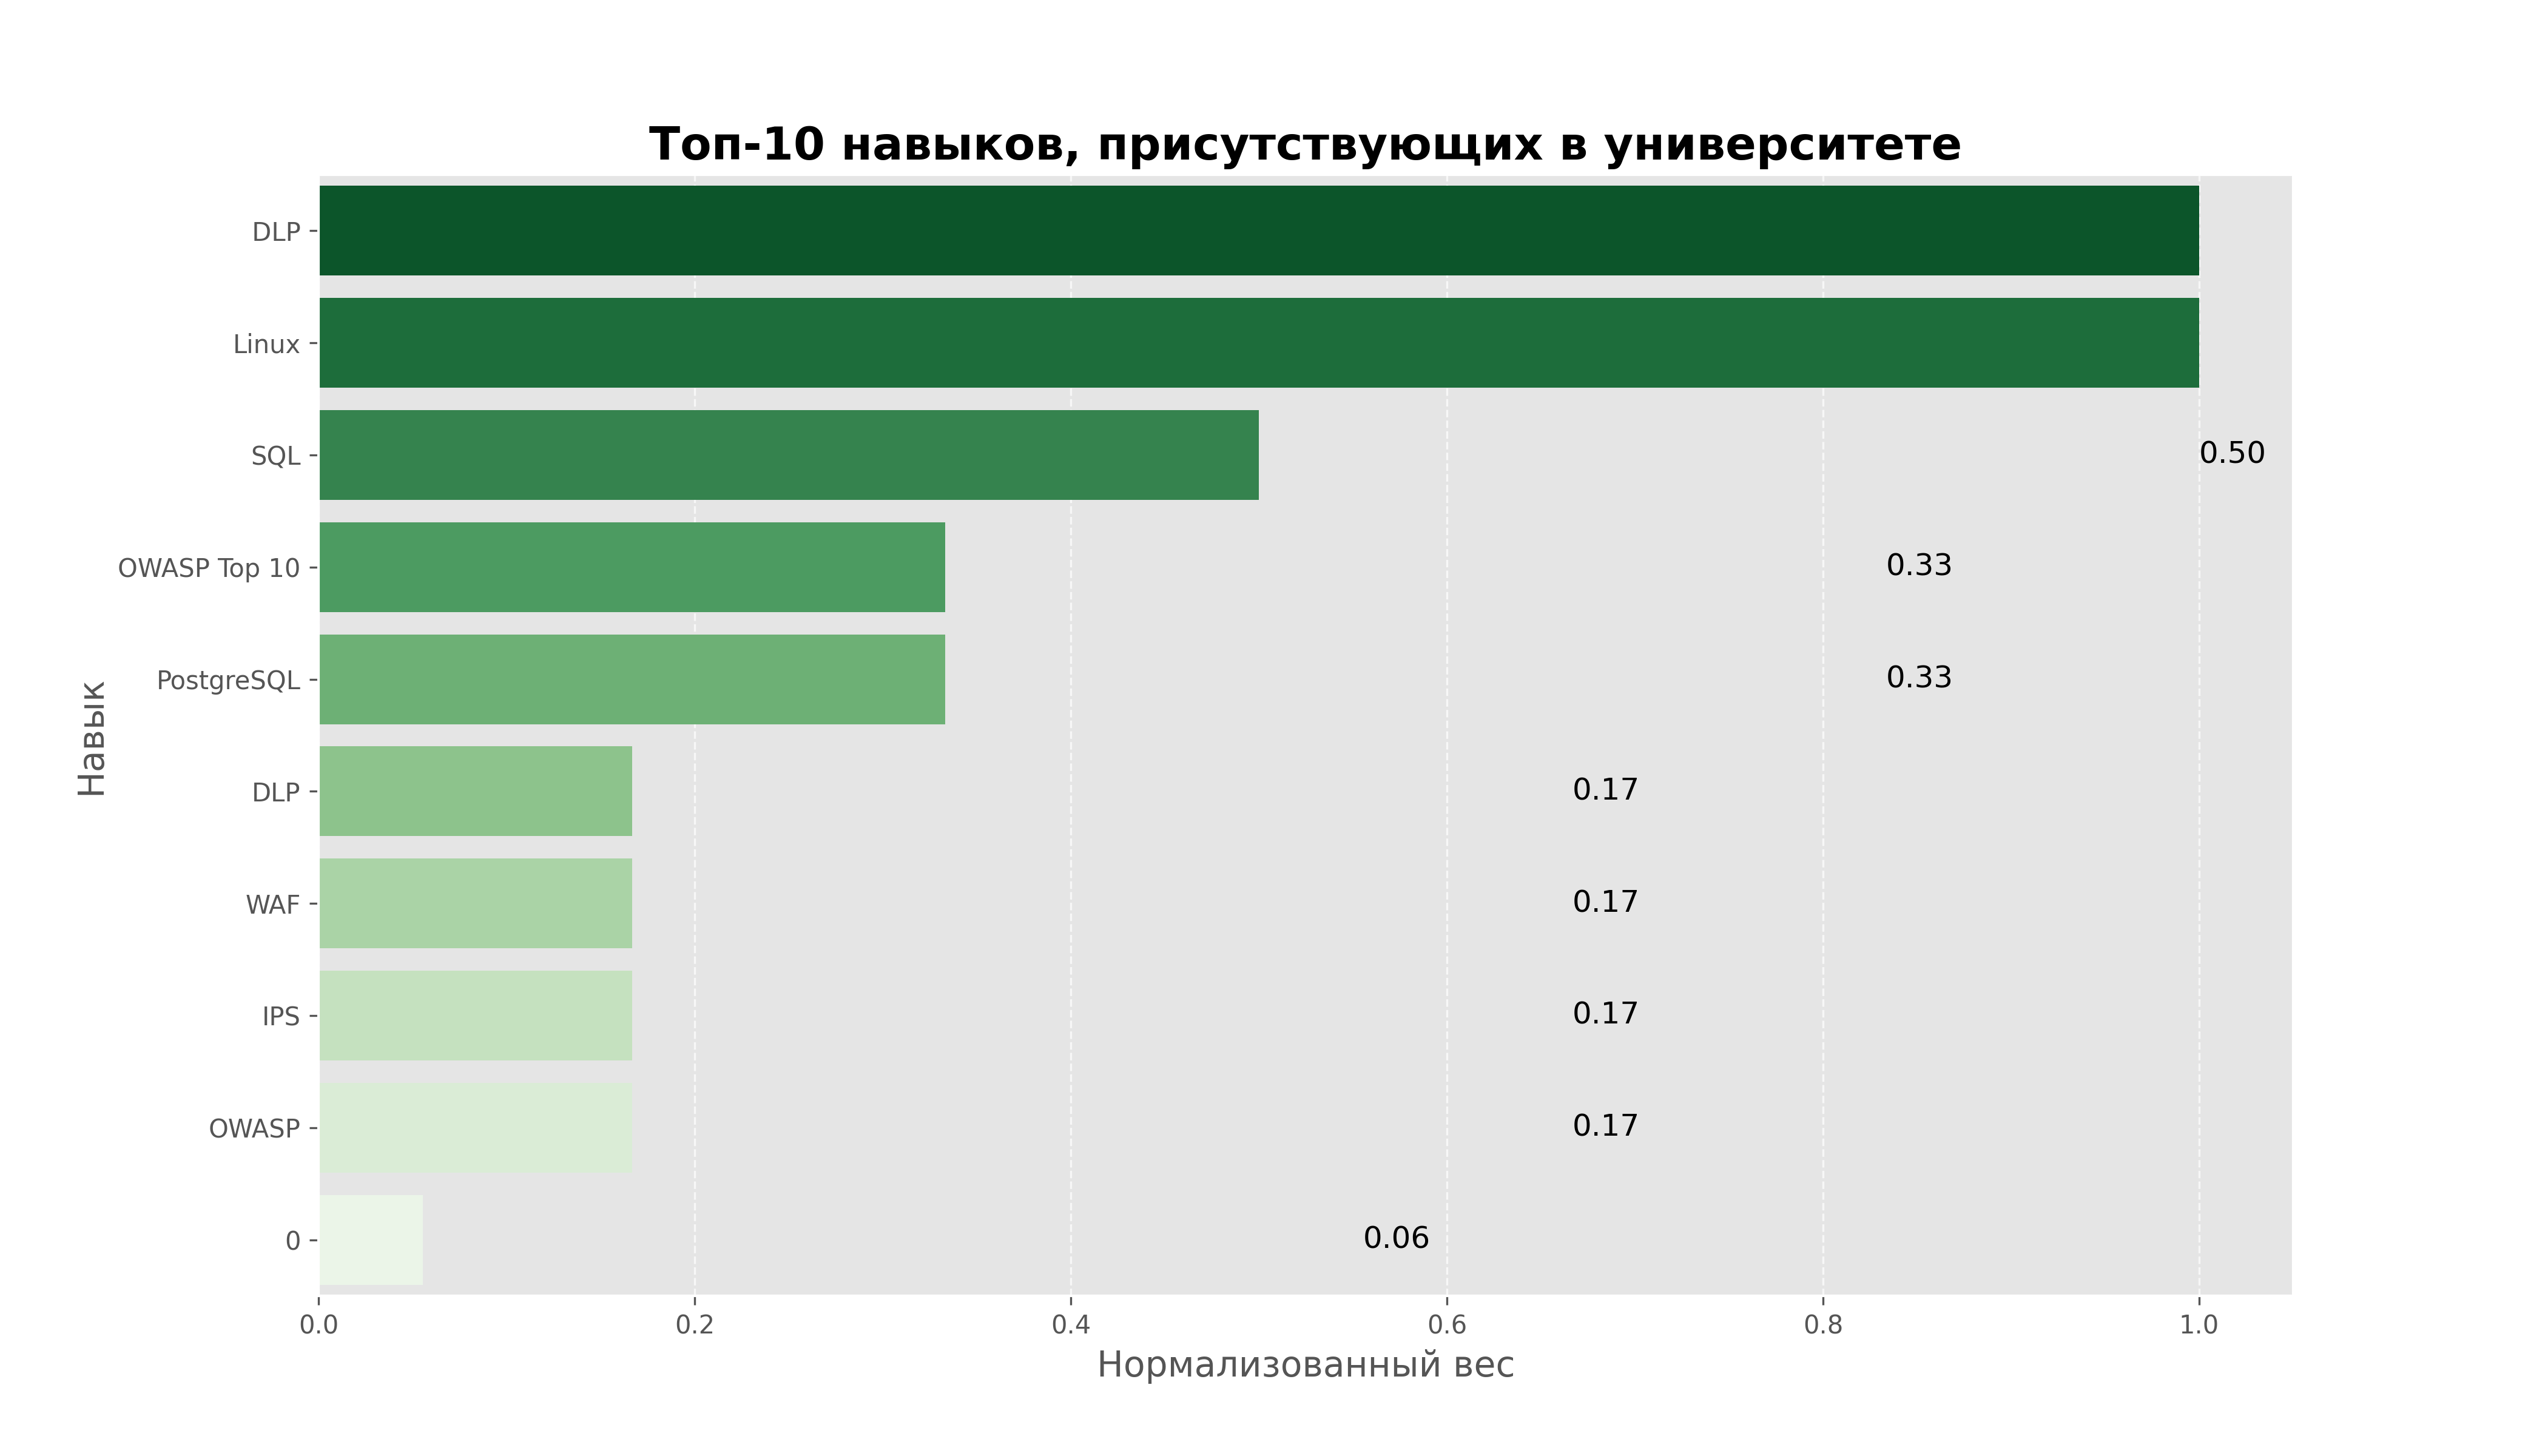 Топ-10 навыков, присутствующих в университете
DLP
Linux
SQL
0.50
OWASP Top 10
0.33
PostgreSQL
0.33
DLP
0.17
WAF
0.17
IPS
0.17
OWASP
0.17
0
0.06
Навык
0.0 0.2 0.4 0.6 0.8 1.0
Нормализованный вес